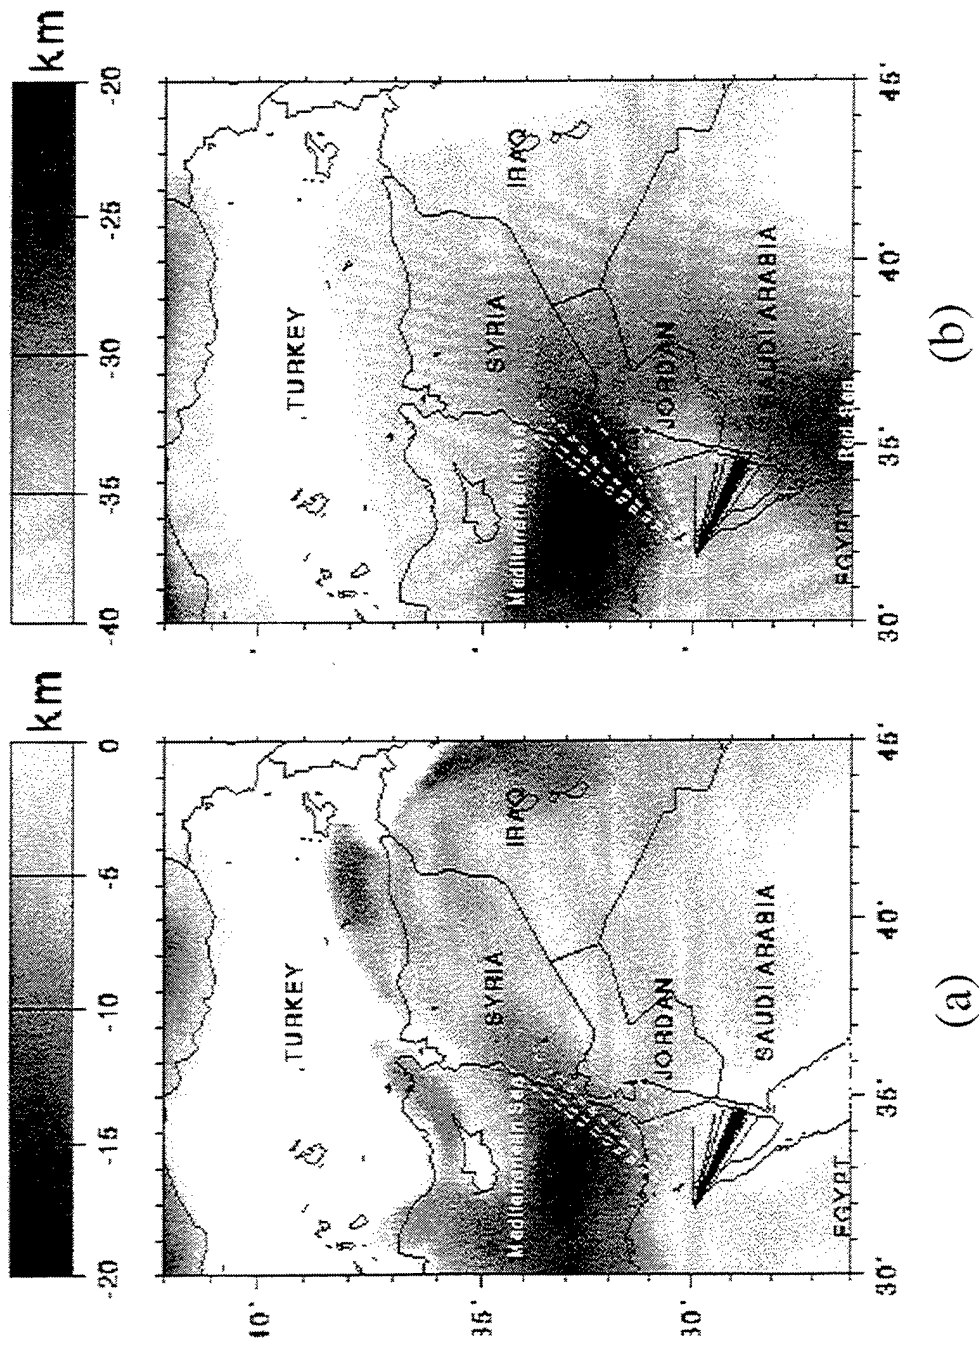 km
0 -5 -10 -15 -20
TURKEY
SYRIA
IRAQ
JORDAN
SAUDI ARABIA
EGYPT
40°
35°
30°
30° 35° 40° 45°
(a)
km
-20 -25 -30 -35 -40
TURKEY
SYRIA
IRAQ
JORDAN
SAUDI ARABIA
EGYPT
30° 35° 40° 45°
(b)